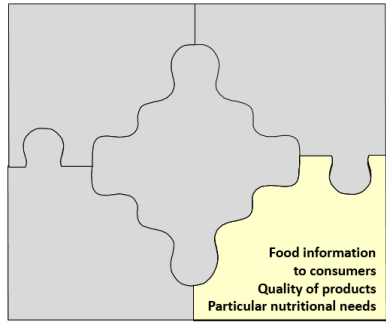 Food information
to consumers
Quality of products
Particular nutritional needs